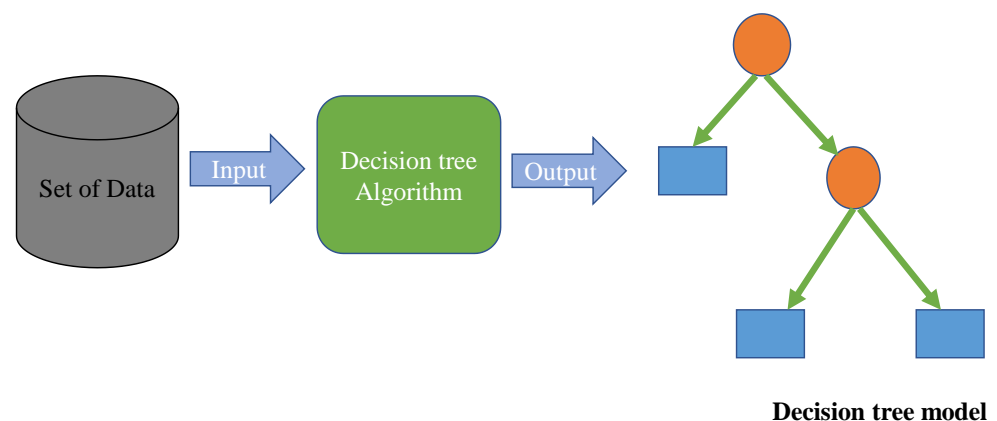 Set of Data
Input
Decision tree
Algorithm
Output
Decision tree model